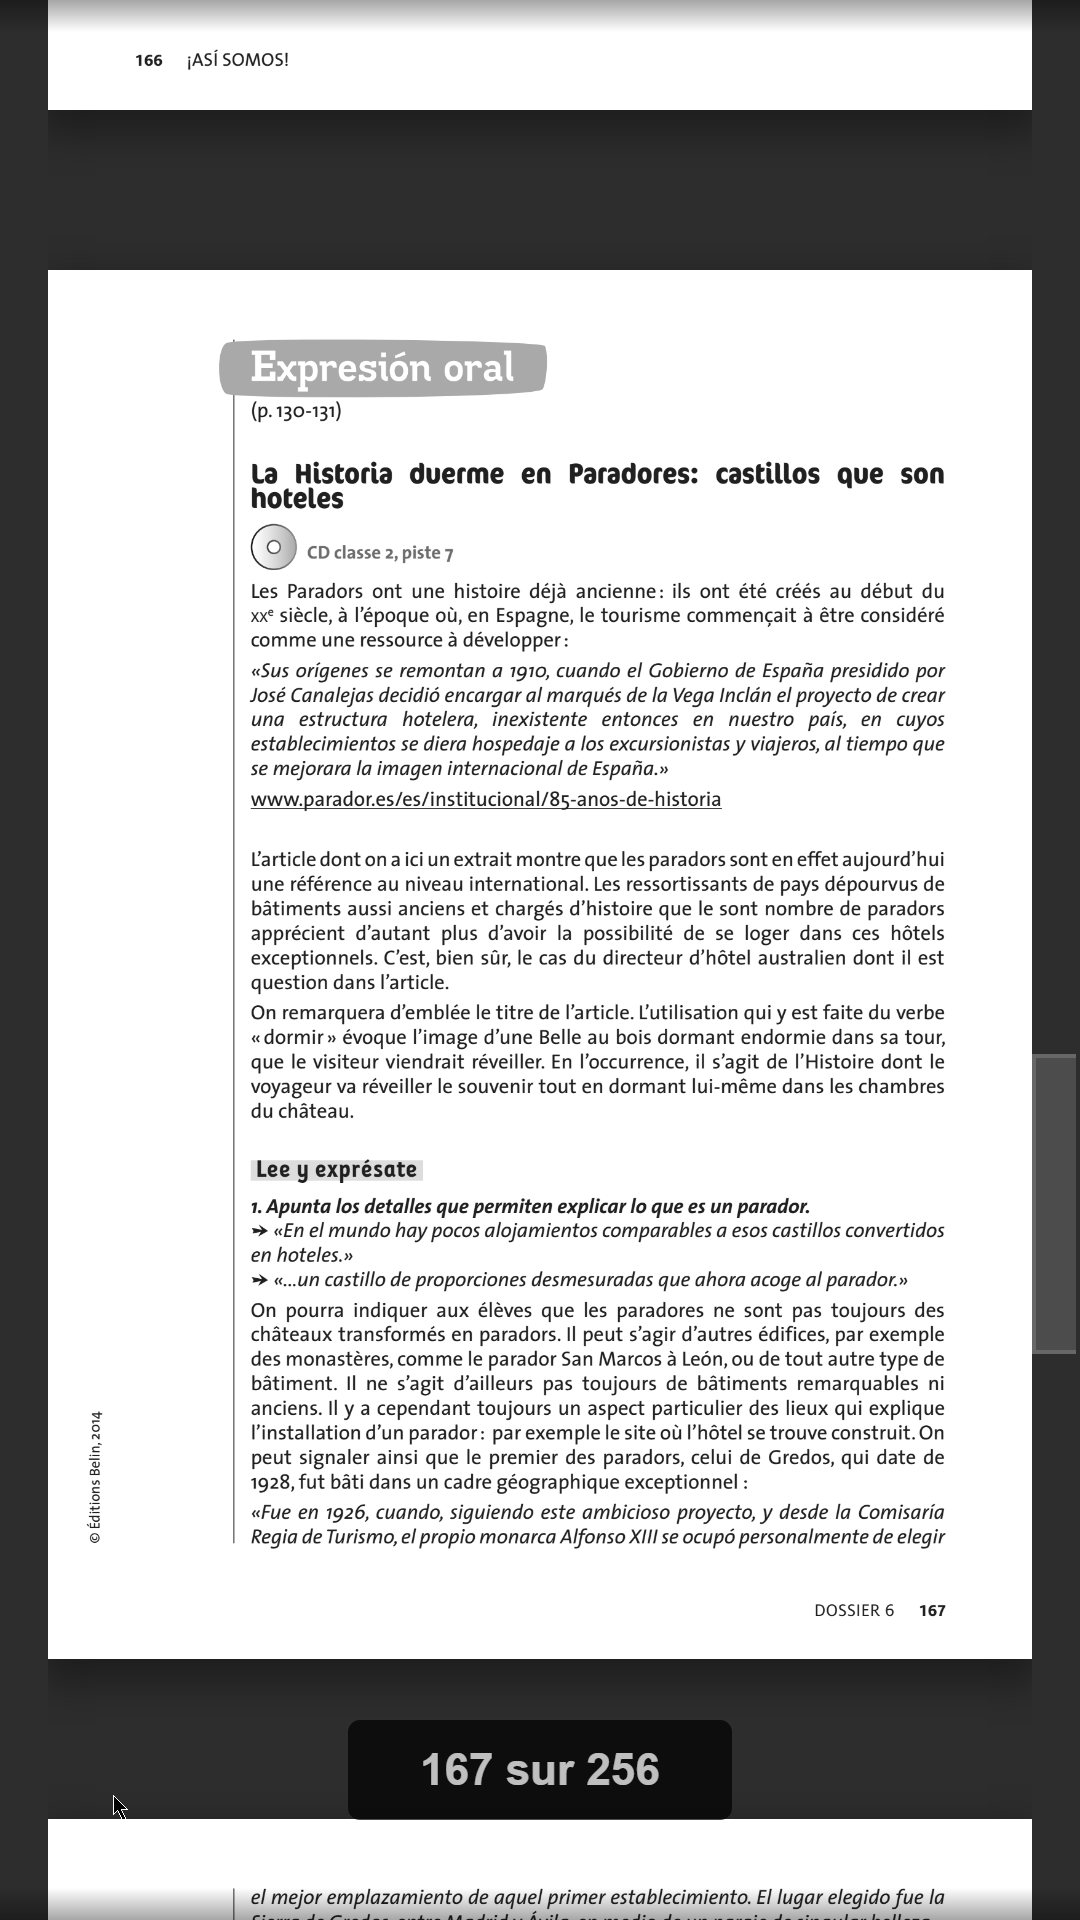 166 ¡ASÍ SOMOS!
Expresión oral
(p. 130-131)
La Historia duerme en Paradores: castillos que son
hoteles
CD classe 2, piste 7
Les Paradors ont une histoire déjà ancienne : ils ont été créés au début du
XXe siècle, à l’époque où, en Espagne, le tourisme commençait à être considéré
comme une ressource à développer :
«Sus orígenes se remontan a 1910, cuando el Gobierno de España presidido por
José Canalejas decidió encargar al marqués de la Vega Inclán el proyecto de crear
una estructura hotelera, inexistente entonces en nuestro país, en cuyos
establecimientos se diera hospedaje a los excursionistas y viajeros, al tiempo que
se mejorara la imagen internacional de España.»
www.parador.es/es/institucional/85-anos-de-historia
L’article dont on a ici un extrait montre que les paradors sont en effet aujourd’hui
une référence au niveau international. Les ressortissants de pays dépourvus de
bâtiments aussi anciens et chargés d’histoire que le sont nombre de paradors
apprécient d’autant plus d’avoir la possibilité de se loger dans ces hôtels
exceptionnels. C’est, bien sûr, le cas du directeur d’hôtel australien dont il est
question dans l’article.
On remarquera d’emblée le titre de l’article. L’utilisation qui y est faite du verbe
« dormir » évoque l’image d’une Belle au bois dormant endormie dans sa tour,
que le visiteur viendrait réveiller. En l’occurrence, il s’agit de l’Histoire dont le
voyageur va réveiller le souvenir tout en dormant lui-même dans les chambres
du château.
Lee y exprésate
1. Apunta los detalles que permiten explicar lo que es un parador.
➳ «En el mundo hay pocos alojamientos comparables a esos castillos convertidos
en hoteles.»
➳ «...un castillo de proporciones desmesuradas que ahora acoge al parador.»
On pourra indiquer aux élèves que les paradores ne sont pas toujours des
châteaux transformés en paradors. Il peut s’agir d’autres édifices, par exemple
des monastères, comme le parador San Marcos à León, ou de tout autre type de
bâtiment. Il ne s’agit d’ailleurs pas toujours de bâtiments remarquables ni
anciens. Il y a cependant toujours un aspect particulier des lieux qui explique
l’installation d’un parador : par exemple le site où l’hôtel se trouve construit. On
peut signaler ainsi que le premier des paradors, celui de Gredos, qui date de
1928, fut bâti dans un cadre géographique exceptionnel :
«Fue en 1926, cuando, siguiendo este ambicioso proyecto, y desde la Comisaría
Regia de Turismo, el propio monarca Alfonso XIII se ocupó personalmente de elegir
© Éditions Belin, 2014
DOSSIER 6 167
167 sur 256
el mejor emplazamiento de aquel primer establecimiento. El lugar elegido fue la
Sierra de Gredos, entre Madrid y Ávila, en medio de un paraje de singular belleza